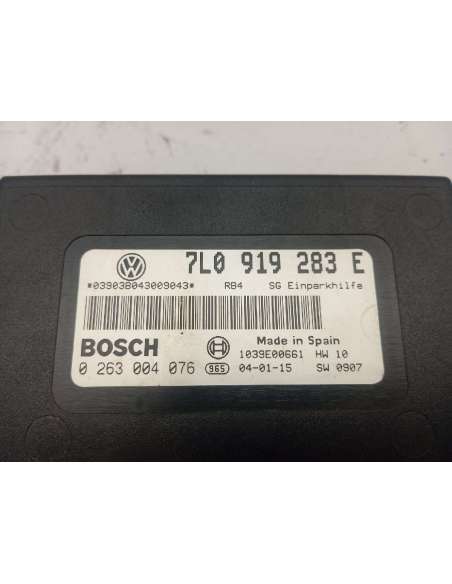 7L0 919 283 E
*03903B043009043* RB4 SG Einparkhilfe
BOSCH Made in Spain
1039E00661 HW 10
0 263 004 076 965 04-01-15 SW 0907